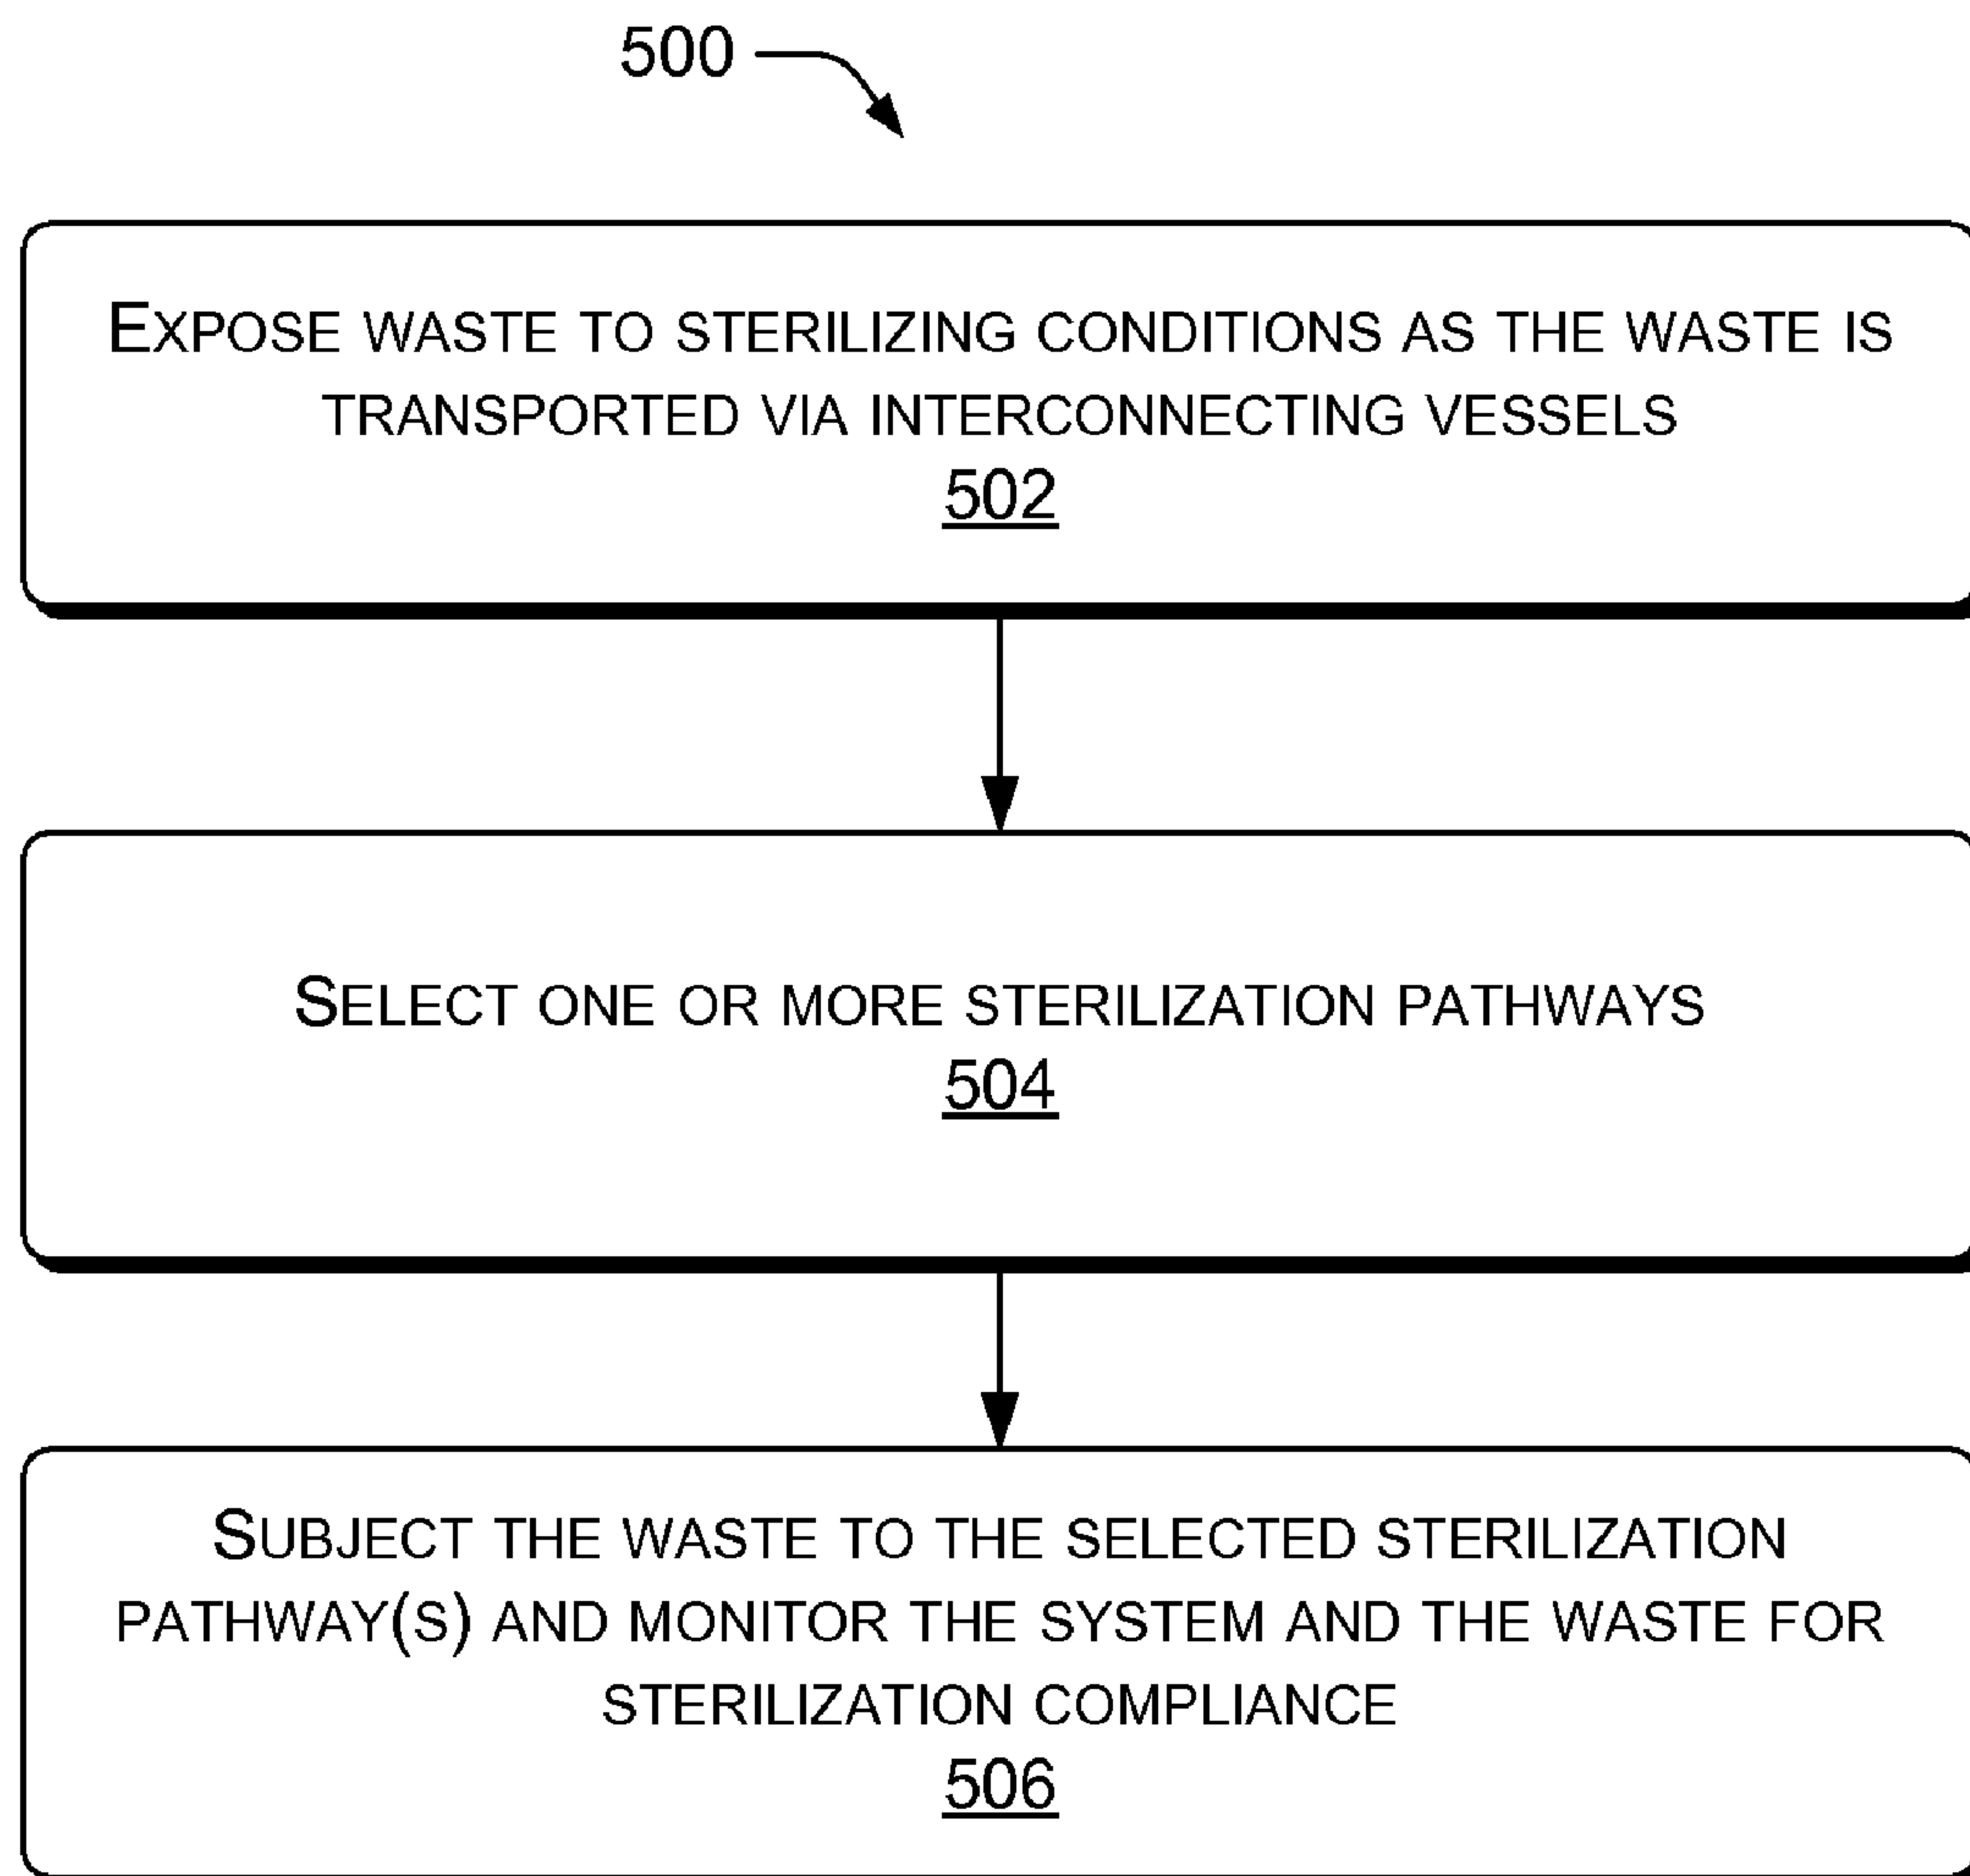 500
EXPOSE WASTE TO STERILIZING CONDITIONS AS THE WASTE IS
TRANSPORTED VIA INTERCONNECTING VESSELS
502
SELECT ONE OR MORE STERILIZATION PATHWAYS
504
SUBJECT THE WASTE TO THE SELECTED STERILIZATION
PATHWAY(S) AND MONITOR THE SYSTEM AND THE WASTE FOR
STERILIZATION COMPLIANCE
506